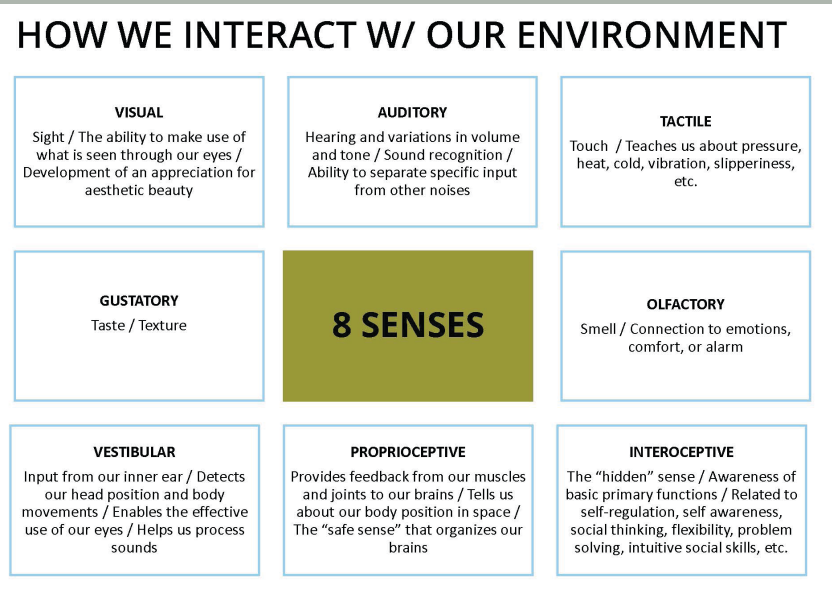 HOW WE INTERACT W/ OUR ENVIRONMENT
VISUAL
Sight / The ability to make use of
what is seen through our eyes /
Development of an appreciation for
aesthetic beauty
AUDITORY
Hearing and variations in volume
and tone / Sound recognition /
Ability to separate specific input
from other noises
TACTILE
Touch / Teaches us about pressure,
heat, cold, vibration, slipperiness,
etc.
GUSTATORY
Taste / Texture
8 SENSES
OLFACTORY
Smell / Connection to emotions,
comfort, or alarm
VESTIBULAR
Input from our inner ear / Detects
our head position and body
movements / Enables the effective
use of our eyes / Helps us process
sounds
PROPRIOCEPTIVE
Provides feedback from our muscles
and joints to our brains / Tells us
about our body position in space /
The “safe sense” that organizes our
brains
INTEROCEPTIVE
The “hidden” sense / Awareness of
basic primary functions / Related to
self-regulation, self awareness,
social thinking, flexibility, problem
solving, intuitive social skills, etc.